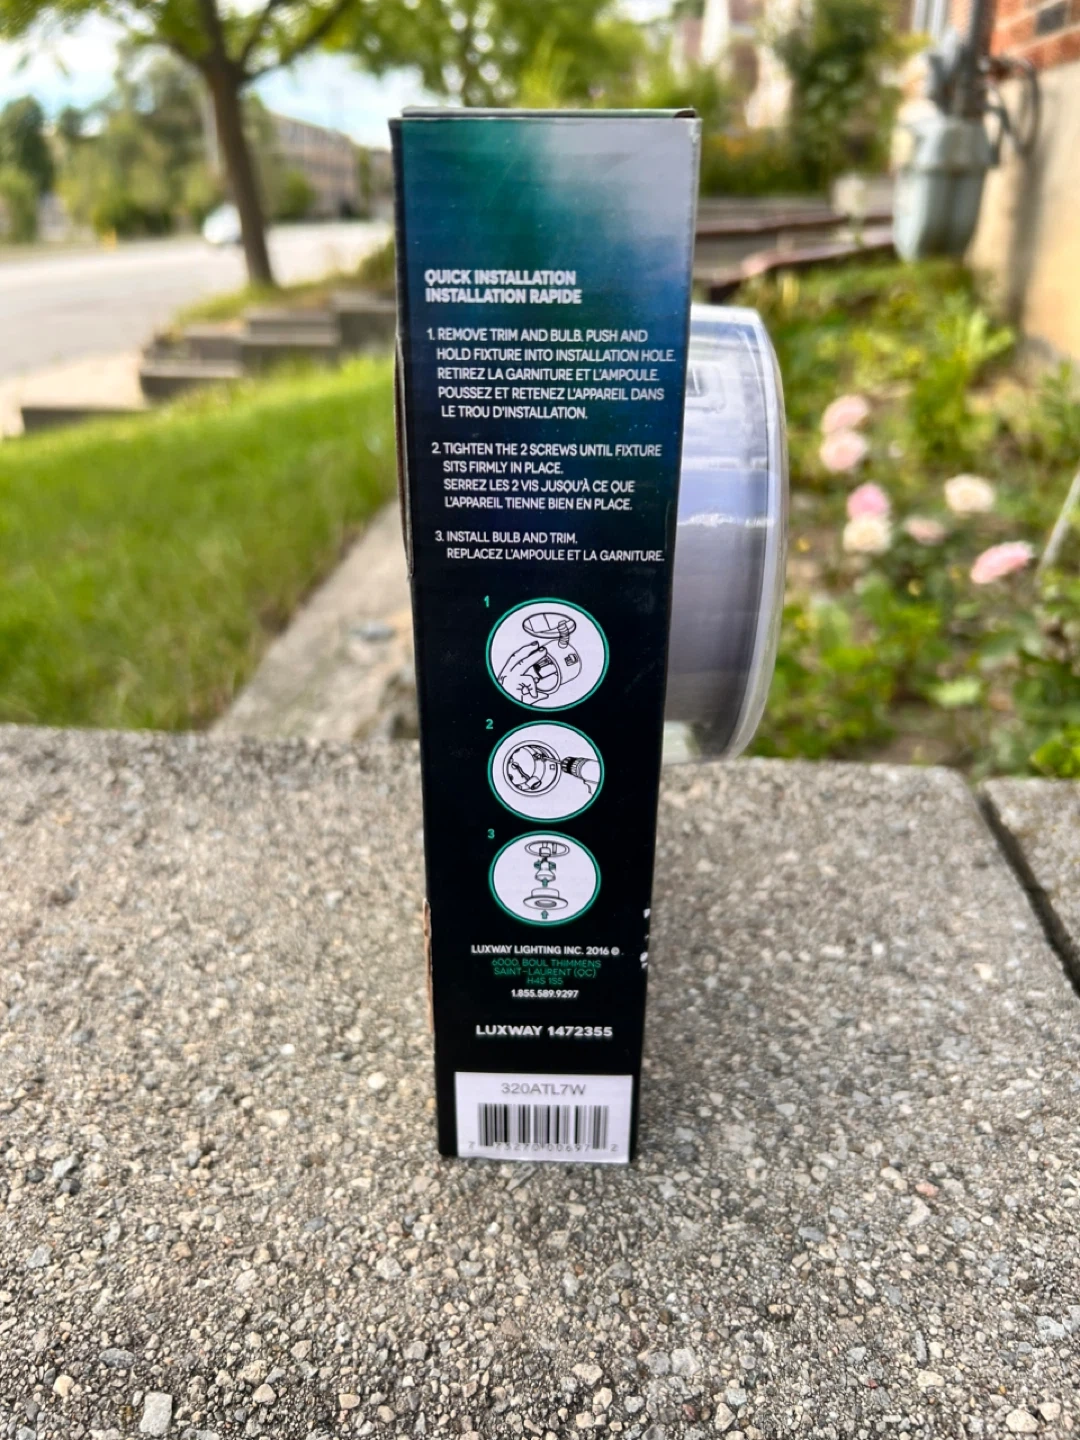 QUICK INSTALLATION
INSTALLATION RAPIDE
1. REMOVE TRIM AND BULB. PUSH AND
HOLD FIXTURE INTO INSTALLATION HOLE.
RETIREZ LA GARNITURE ET L'AMPOULE.
POUSSEZ ET RETENEZ L'APPAREIL DANS
LE TROU D'INSTALLATION.
2. TIGHTEN THE 2 SCREWS UNTIL FIXTURE
SITS FIRMLY IN PLACE.
SERREZ LES 2 VIS JUSQU'À CE QUE
L'APPAREIL TIENNE BIEN EN PLACE.
3. INSTALL BULB AND TRIM.
REPLACEZ L'AMPOULE ET LA GARNITURE.
1
2
3
LUXWAY LIGHTING INC. 2016 ©
6000, BOUL THIMMENS
SAINT-LAURENT (QC)
H4S 1S5
1.855.589.9297
LUXWAY 1472355
320ATL7W